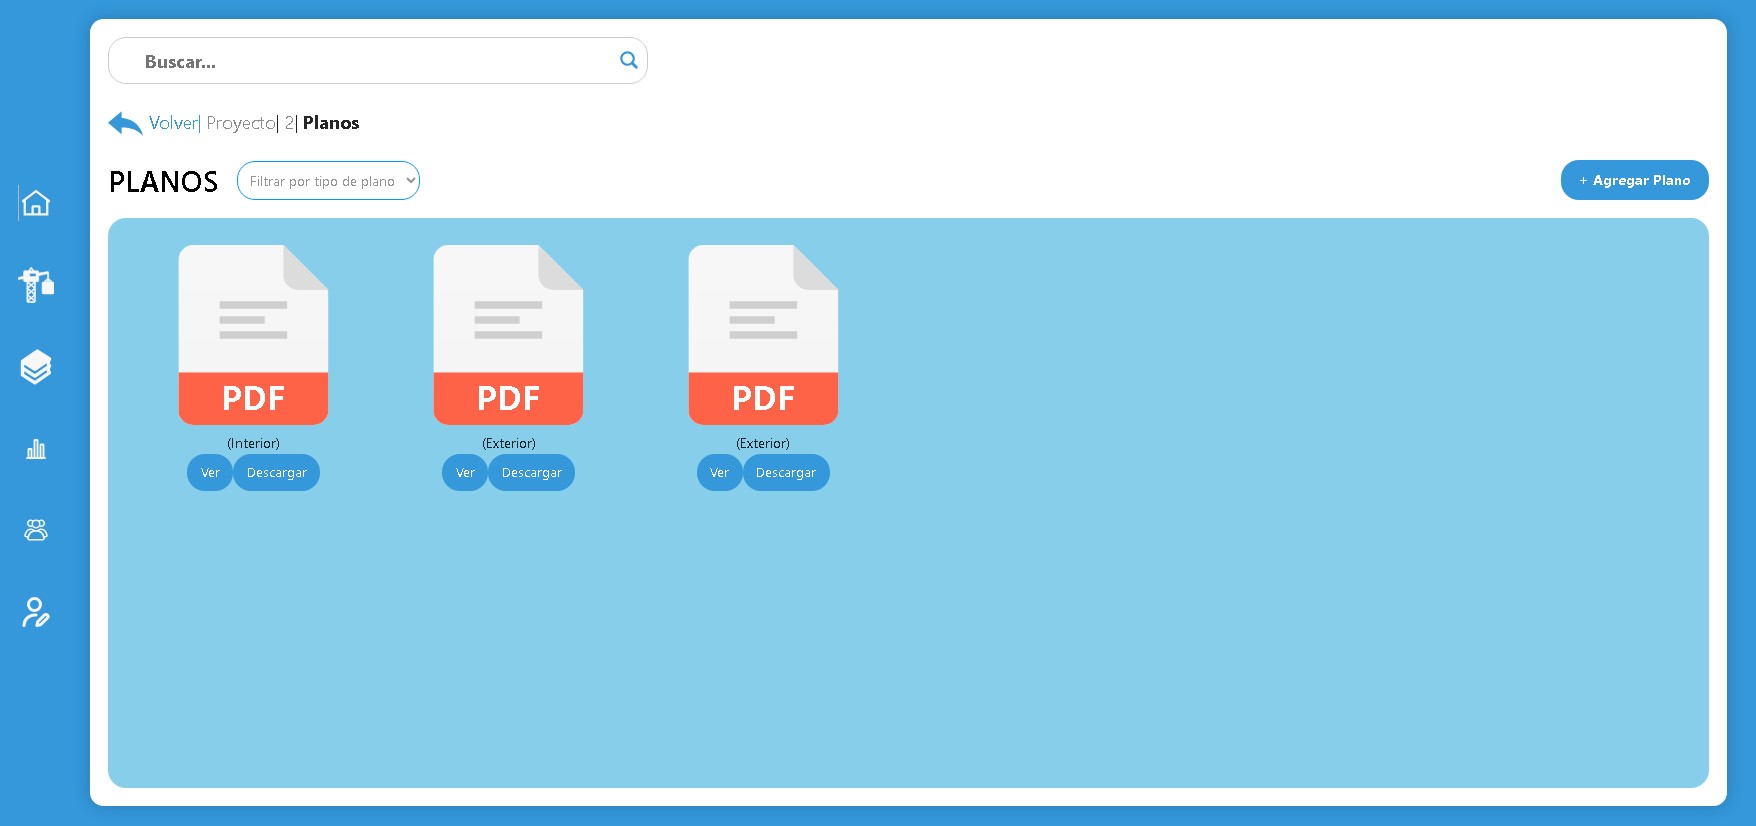 Buscar...
Volver| Proyecto| 2| Planos
PLANOS Filtrar por tipo de plano + Agregar Plano
PDF PDF PDF
(Interior) (Exterior) (Exterior)
Ver Descargar Ver Descargar Ver Descargar